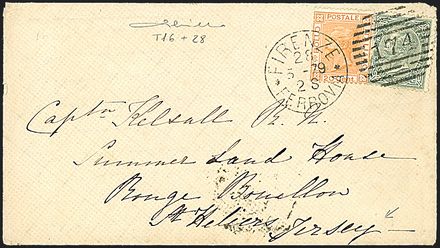 T16 + 28
POSTALE
FIRENZE
28
5 - 79
2 S
FERROVIA
174
Captn Kelsall R. N.
Summer Land House
Rouge Bouillon
St Heliers Jersey